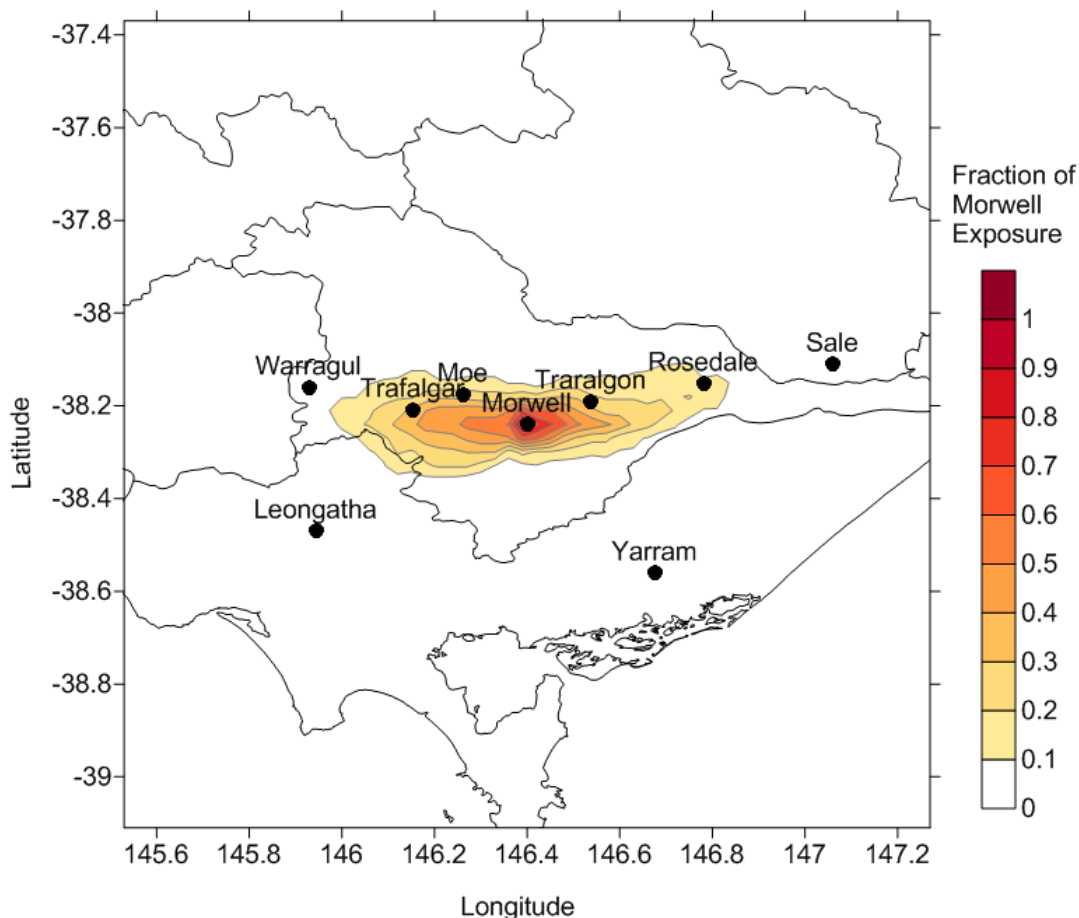 -37.4
-37.6
-37.8
-38
-38.2
-38.4
-38.6
-38.8
-39
Latitude
Sale
Warragul
Moe
Rosedale
Trafalgar
Traralgon
Morwell
Leongatha
Yarram
145.6
145.8
146
146.2
146.4
146.6
146.8
147
147.2
Longitude
Fraction of
Morwell
Exposure
1
0.9
0.8
0.7
0.6
0.5
0.4
0.3
0.2
0.1
0